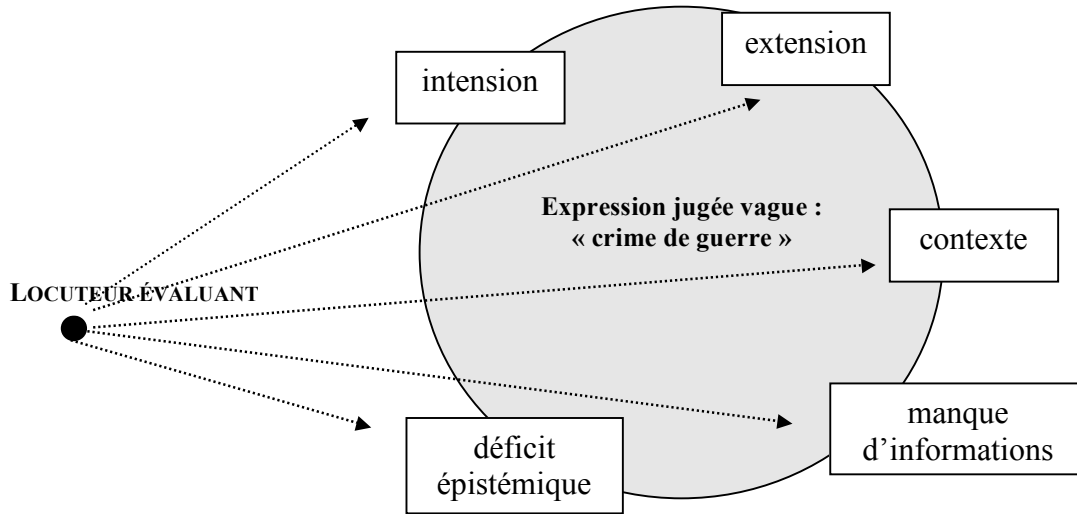 extension
intension
Expression jugée vague :
« crime de guerre »
contexte
LOCUTEUR ÉVALUANT
manque
d’informations
déficit
épistémique